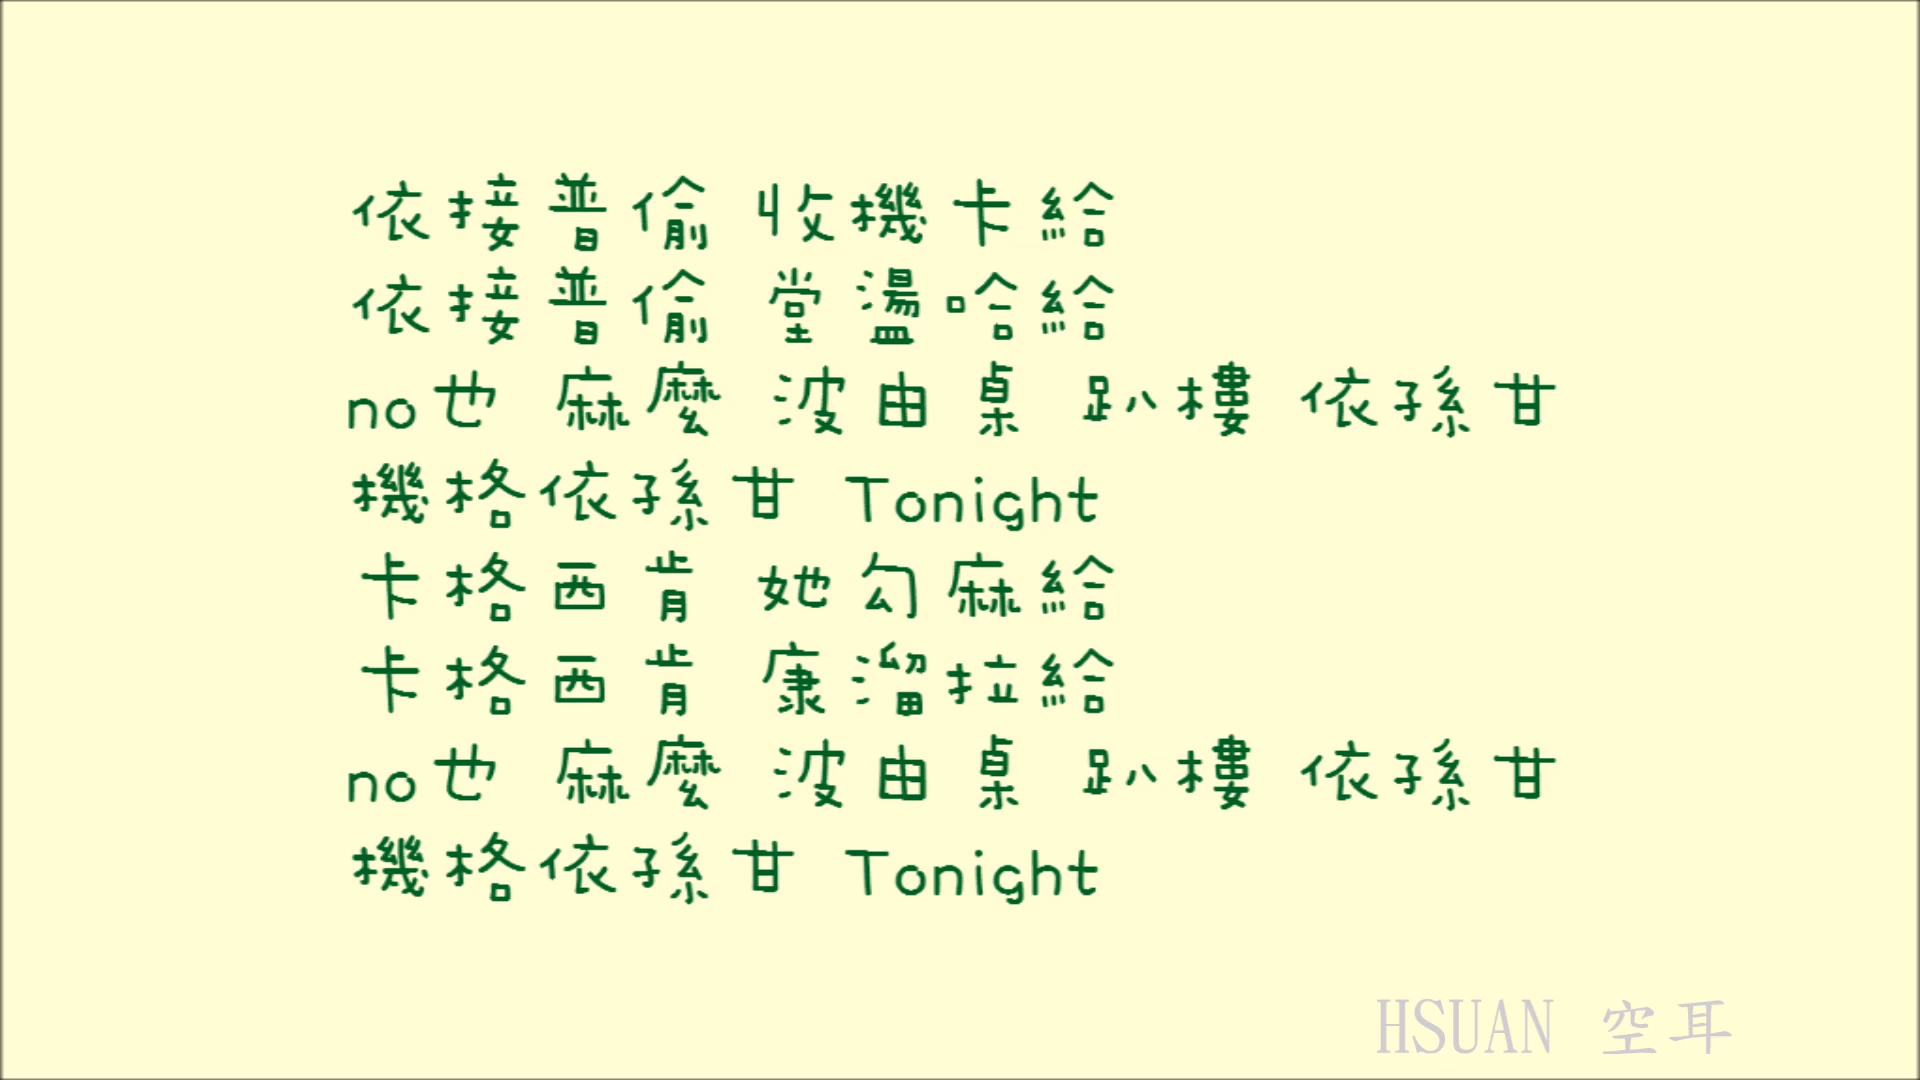 依接普偷 收機卡給
依接普偷 堂盪哈給
no也 麻麼 波由桌 趴摟 依孫甘
機格依孫甘 Tonight
卡格西肯 她勾麻給
卡格西肯 康溜拉給
no也 麻麼 波由桌 趴摟 依孫甘
機格依孫甘 Tonight
HSUAN 空耳